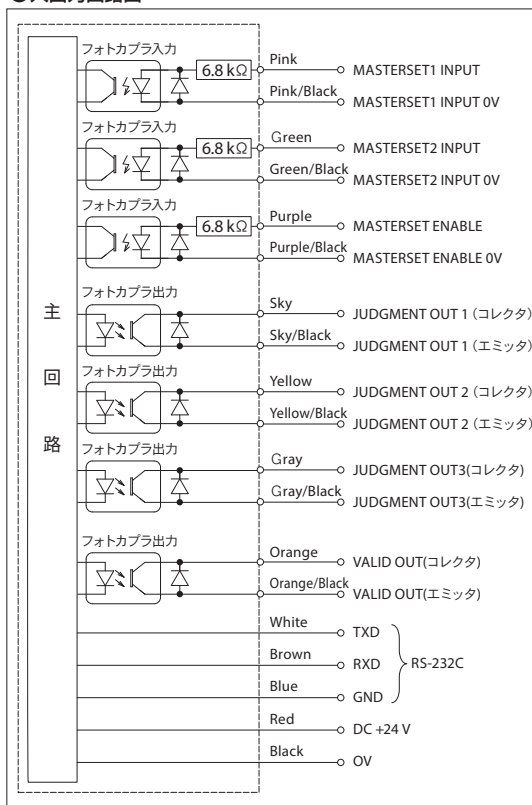 フォトカプラ入力
6.8 kΩ
Pink
MASTERSET1 INPUT
Pink/Black
MASTERSET1 INPUT 0V
フォトカプラ入力
6.8 kΩ
Green
MASTERSET2 INPUT
Green/Black
MASTERSET2 INPUT 0V
フォトカプラ入力
6.8 kΩ
Purple
MASTERSET ENABLE
Purple/Black
MASTERSET ENABLE 0V
主回路
フォトカプラ出力
Sky
JUDGMENT OUT 1 (コレクタ)
Sky/Black
JUDGMENT OUT 1 (エミッタ)
フォトカプラ出力
Yellow
JUDGMENT OUT 2 (コレクタ)
Yellow/Black
JUDGMENT OUT 2 (エミッタ)
フォトカプラ出力
Gray
JUDGMENT OUT3(コレクタ)
Gray/Black
JUDGMENT OUT3(エミッタ)
フォトカプラ出力
Orange
VALID OUT(コレクタ)
Orange/Black
VALID OUT(エミッタ)
White
TXD
Brown
RXD
RS-232C
Blue
GND
Red
DC +24 V
Black
OV